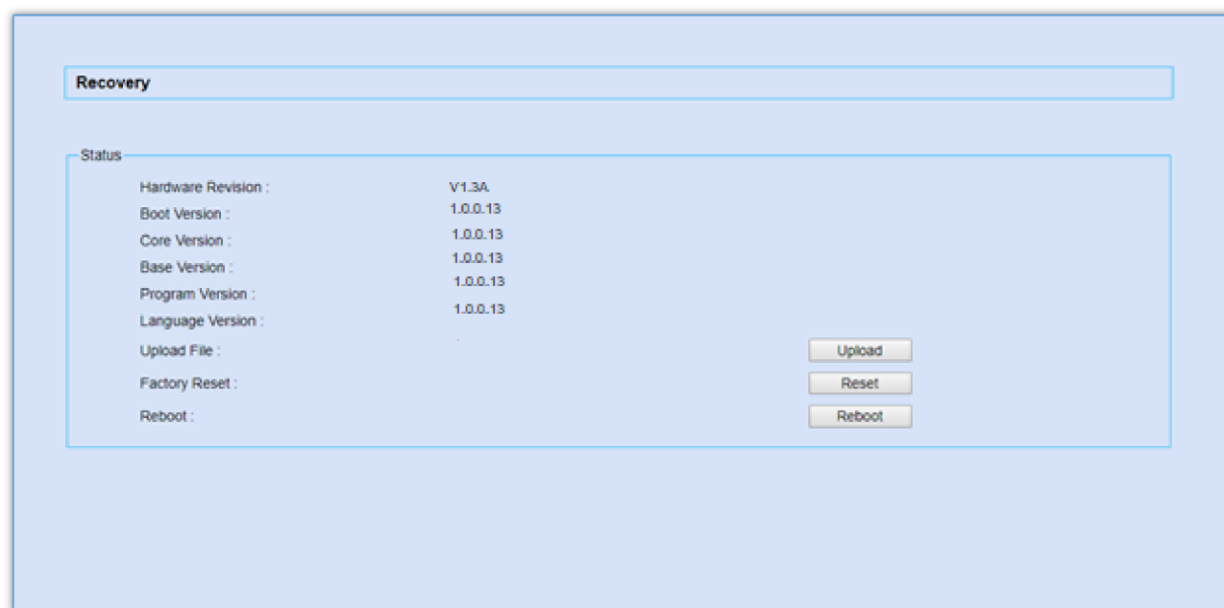 Recovery
Status
Hardware Revision : V1.3A
Boot Version : 1.0.0.13
Core Version : 1.0.0.13
Base Version : 1.0.0.13
Program Version : 1.0.0.13
Language Version : 1.0.0.13
Upload File : Upload
Factory Reset : Reset
Reboot : Reboot